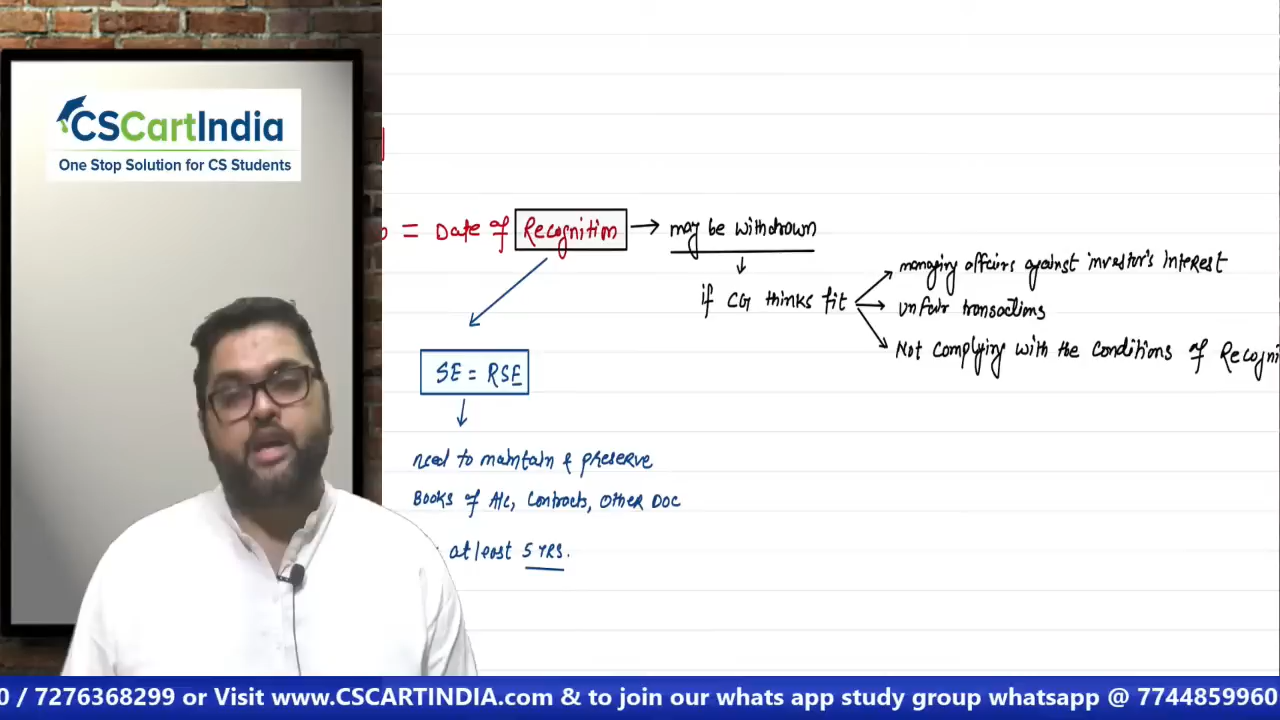 CSCartIndia
One Stop Solution for CS Students
= Date of Recognition → may be withdrawn
if CG thinks fit
managing affairs against investor's interest
unfair transactions
Not complying with the conditions of Recogni
SE = RSE
need to maintain & preserve
Books of A/c, Contracts, Other Doc
at least 5 YRS.
0 / 7276368299 or Visit www.CSCARTINDIA.com & to join our whats app study group whatsapp @ 7744859960